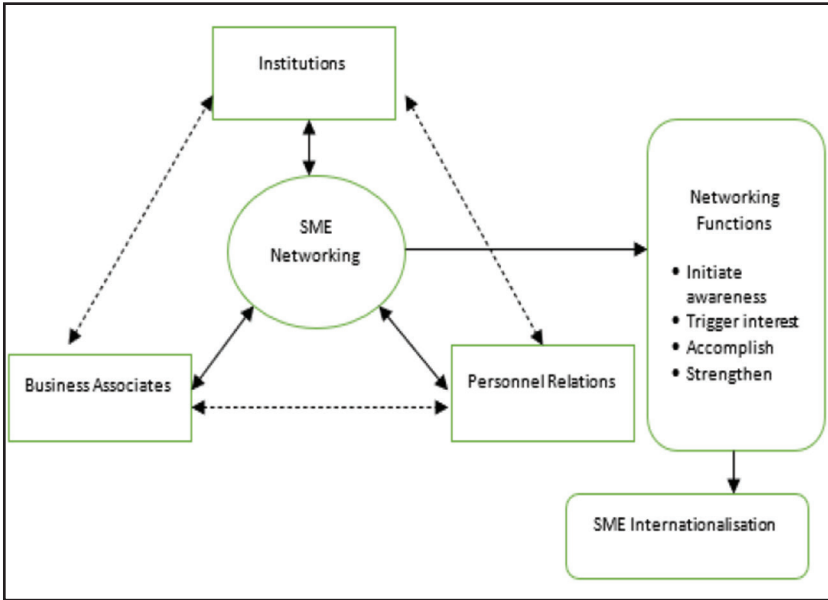 Institutions
SME
Networking
Business Associates
Personnel Relations
Networking
Functions
• Initiate
awareness
• Trigger interest
• Accomplish
• Strengthen
SME Internationalisation